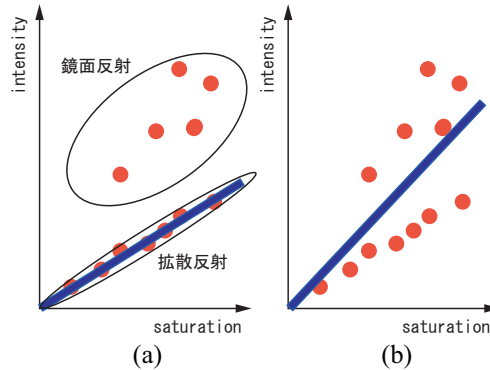 intensity
鏡面反射
拡散反射
saturation
(a)
intensity
saturation
(b)